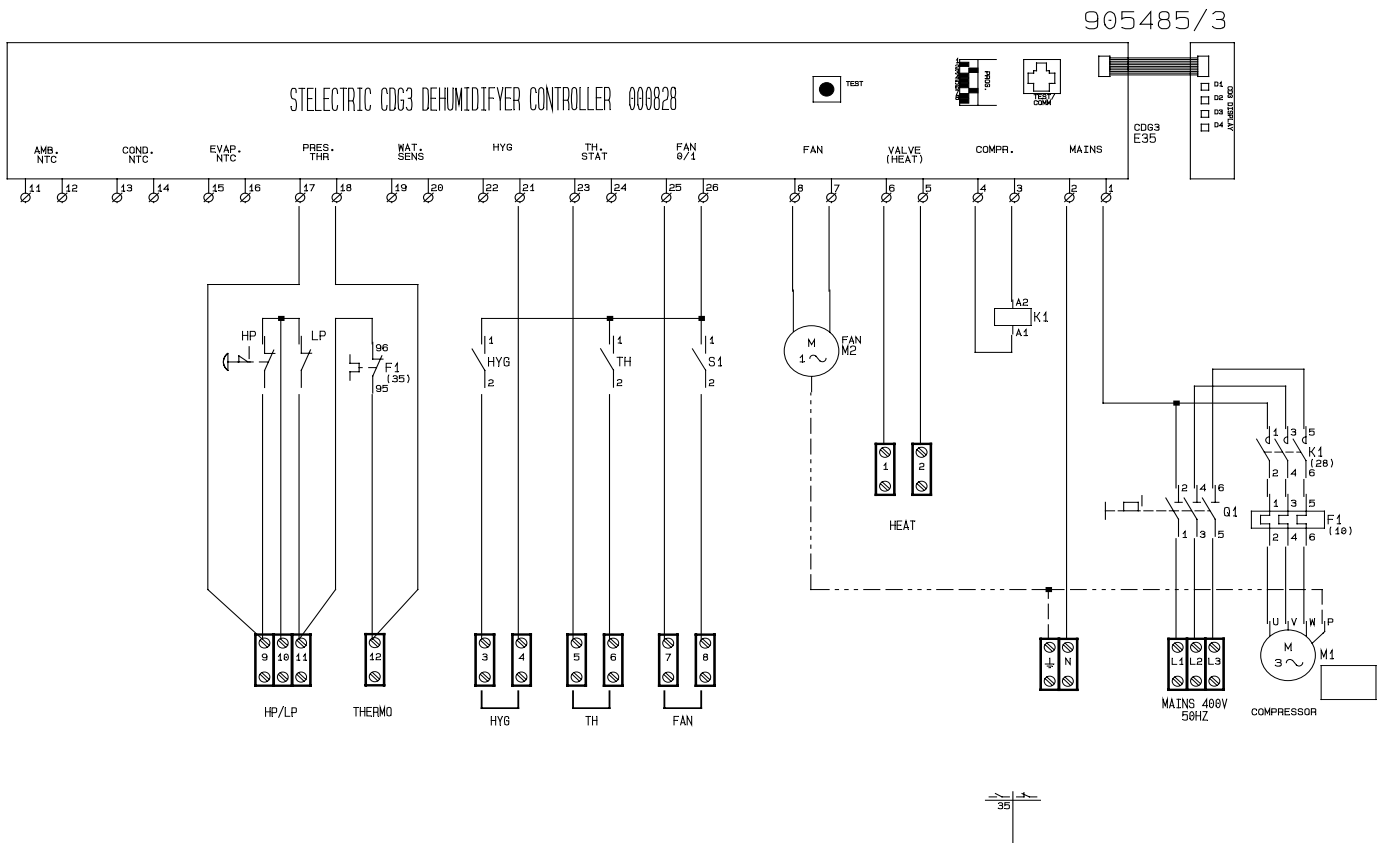 905485/3
STELECTRIC CDG3 DEHUMIDIFYER CONTROLLER 000828
TEST
PROG.
TEST/
COMM
D1
D2
D3
D4
CD8 DISPLAY
CDG3
E35
AMB.
NTC
COND.
NTC
EVAP.
NTC
PRES.
THR
WAT.
SENS
HYG
TH.
STAT
FAN
0/1
FAN
VALVE
(HEAT)
COMPR.
MAINS
11 12 13 14 15 16 17 18 19 20 22 21 23 24 25 26 8 7 6 5 4 3 2 1
HP
LP
96
F1
(35)
95
1
HYG
2
1
TH
2
1
S1
2
M
1
FAN
M2
A2
K1
A1
1 2
HEAT
1 3 5
K1
(28)
2 4 6
2 4 6
Q1
1 3 5
1 3 5
F1
(10)
2 4 6
U V W P
M
3
M1
9 10 11
12
3 4
5 6
7 8
N
L1 L2 L3
HP/LP
THERMO
HYG
TH
FAN
MAINS 400V
50HZ
COMPRESSOR
35